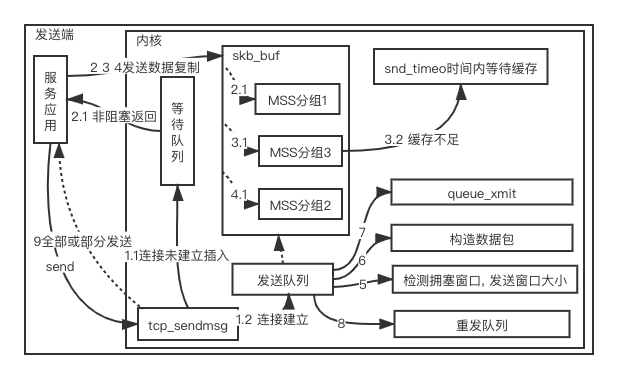 发送端
内核
服务应用
2 3 4发送数据复制
skb_buf
snd_timeo时间内等待缓存
2.1
MSS分组1
等待队列
2.1 非阻塞返回
3.1
MSS分组3
3.2 缓存不足
4.1
MSS分组2
queue_xmit
7
9全部或部分发送
构造数据包
1.1连接未建立插入
6
send
发送队列
5
检测拥塞窗口, 发送窗口大小
tcp_sendmsg
1.2 连接建立
8
重发队列